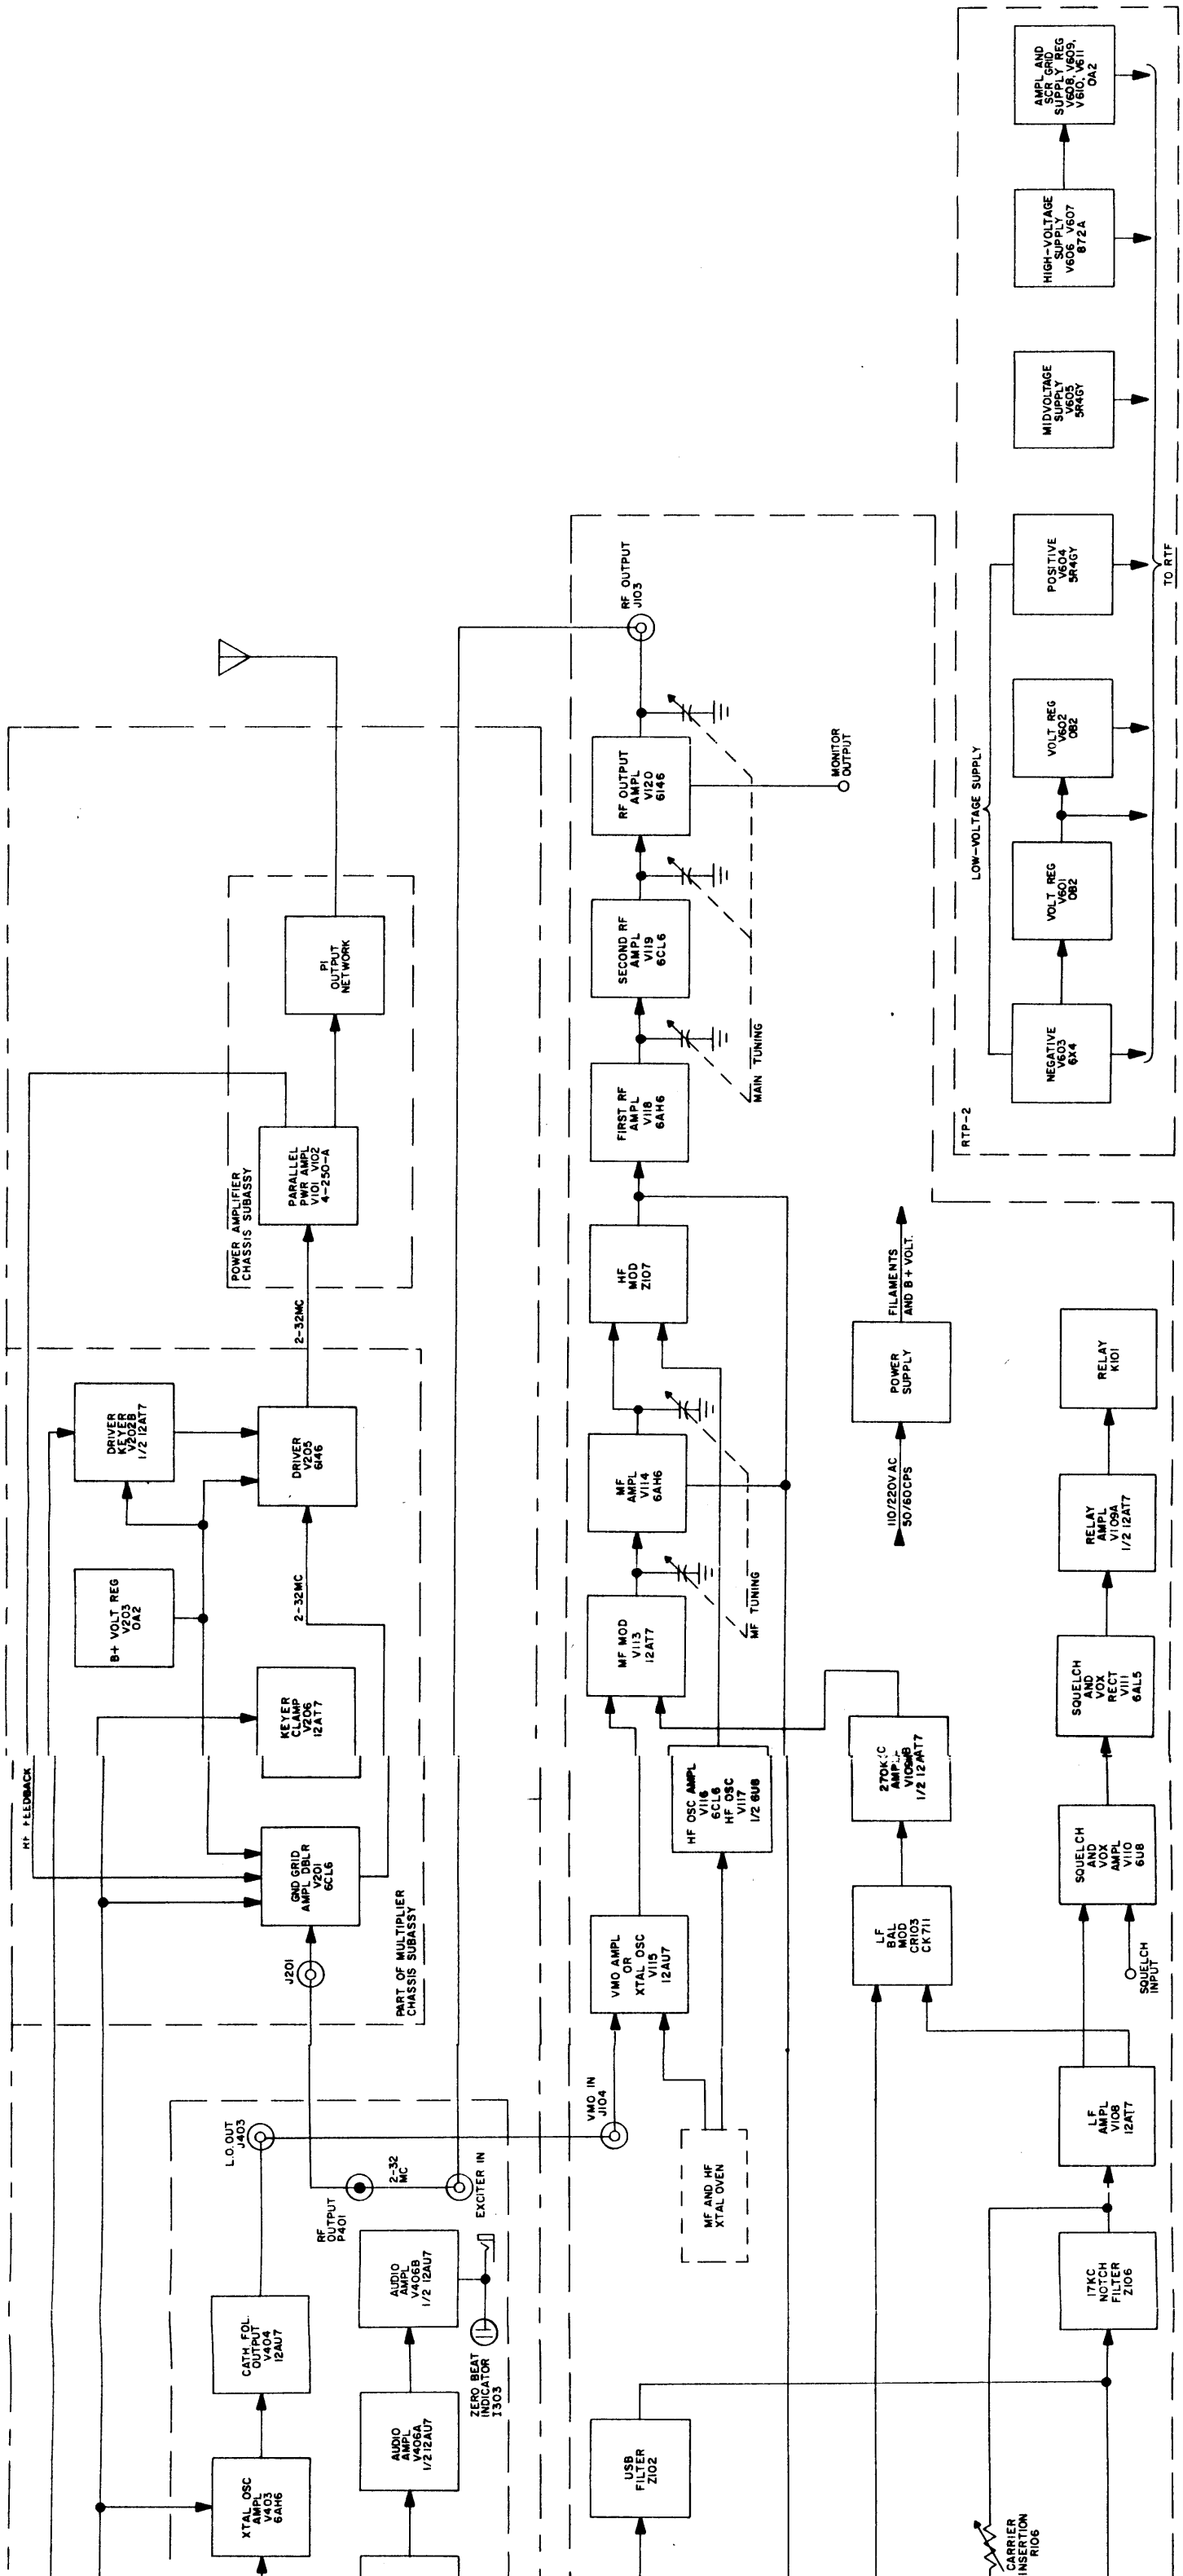 AMPL AND
SCR GRID
SUPPLY REG
V608, V609,
V610, V611
OA2
HIGH-VOLTAGE
SUPPLY
V606 V607
872A
MIDVOLTAGE
SUPPLY
V605
5R4GY
POSITIVE
V604
5R4GY
LOW-VOLTAGE SUPPLY
VOLT REG
V602
OB2
VOLT REG
V601
OB2
NEGATIVE
V603
6X4
TO RTF
RTP-2
RF OUTPUT
J103
RF OUTPUT
AMPL
V120
6146
MONITOR
OUTPUT
SECOND RF
AMPL
V119
6CL6
FIRST RF
AMPL
V118
6AH6
MAIN TUNING
HF
MOD
Z107
MF
AMPL
V114
6AH6
MF MOD
V113
12AT7
MF TUNING
HF OSC AMPL
V116
6CL6
HF OSC
V117
1/2 6U8
VMO AMPL
OR
XTAL OSC
V115
12AU7
VMO IN
J104
MF AND HF
XTAL OVEN
FILAMENTS
AND B + VOLT.
POWER
SUPPLY
110/220V AC
50/60CPS
RELAY
K101
RELAY
AMPL
V109A
1/2 12AT7
SQUELCH
AND
VOX
RECT
V111
6AL5
SQUELCH
AND
VOX
AMPL
V110
6U8
SQUELCH
INPUT
270KC
AMPL
1/2 12AT7
LF
BAL
MOD
CR103
CK711
LF
AMPL
V108
12AT7
17KC
NOTCH
FILTER
Z106
CARRIER
INSERTION
R106
USB
FILTER
Z102
PI
OUTPUT
NETWORK
PARALLEL
PWR AMPL
V101 V102
4-250-A
POWER AMPLIFIER
CHASSIS SUBASSY
2-32MC
DRIVER
KEYER
V202B
1/2 12AT7
DRIVER
V205
6146
B+ VOLT REG
V203
OA2
2-32MC
KEYER
CLAMP
V206
12AT7
RF FEEDBACK
GND GRID
AMPL DBLR
V201
6CL6
J201
PART OF MULTIPLIER
CHASSIS SUBASSY
L.O. OUT
J403
RF
OUTPUT
P401
2-32
MC
EXCITER IN
CATH FOL.
OUTPUT
V404
12AU7
AUDIO
AMPL
V406B
1/2 12AU7
ZERO BEAT
INDICATOR
I303
XTAL OSC
AMPL
V403
6AH6
AUDIO
AMPL
V406A
1/2 12AU7